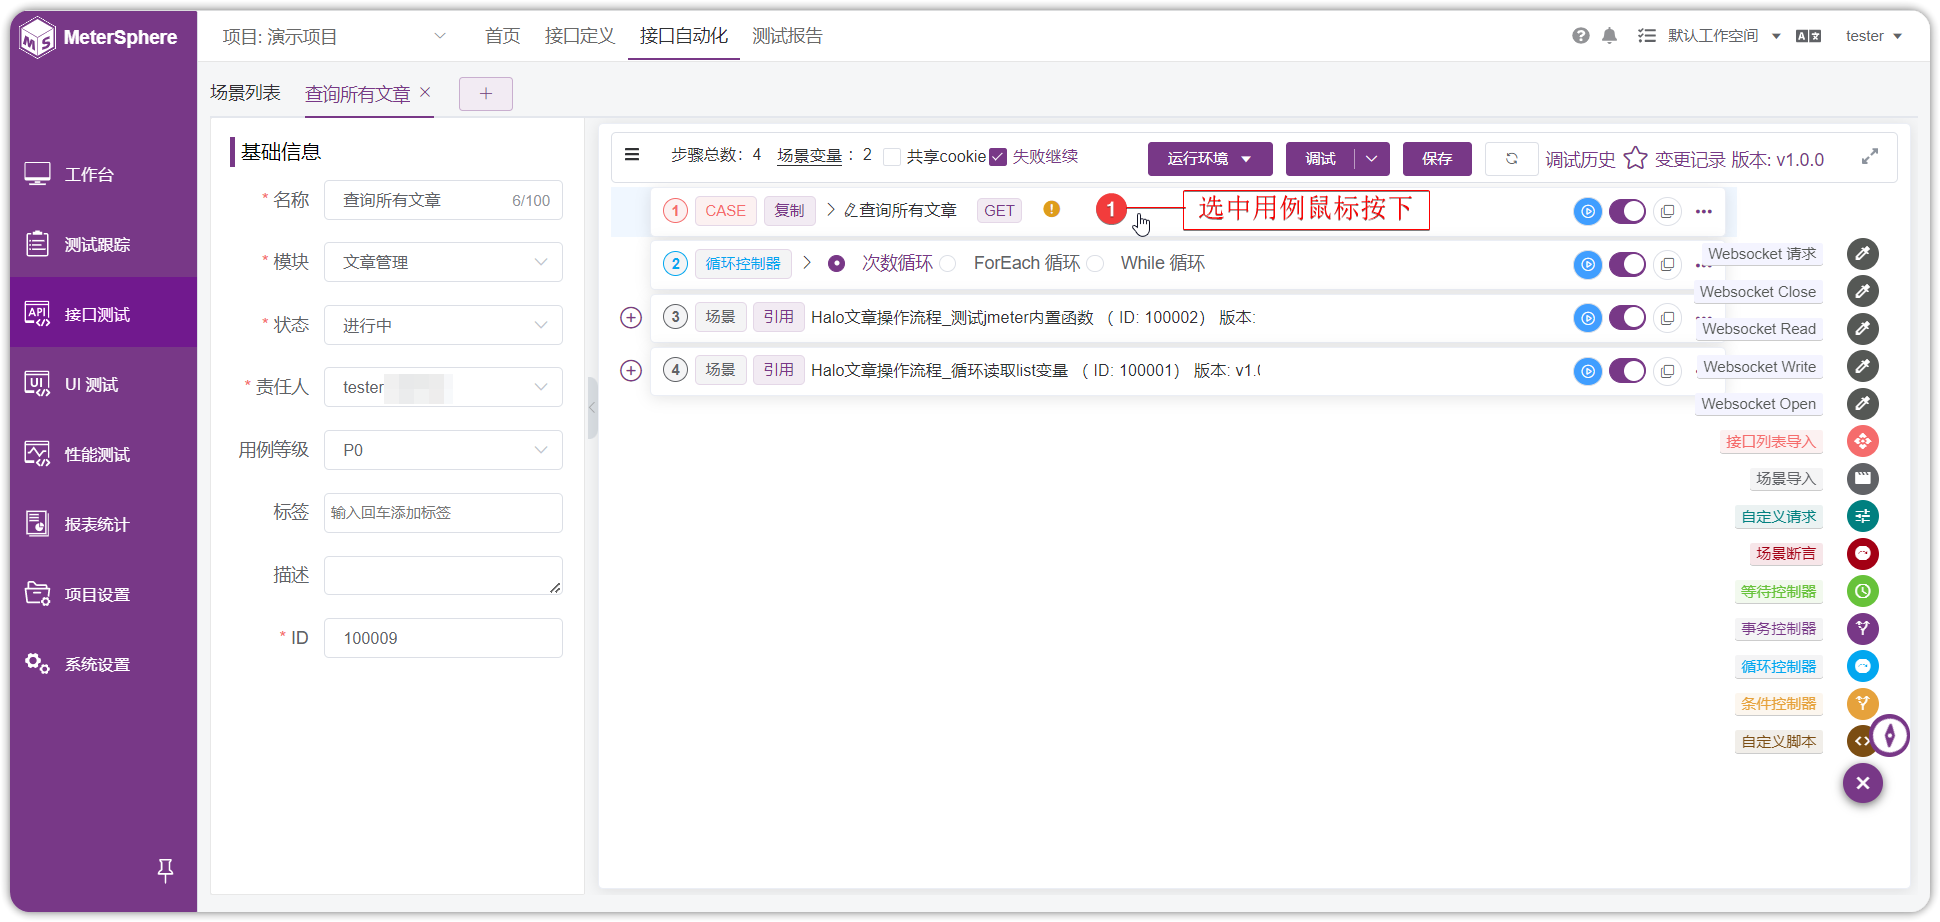 MeterSphere
项目: 演示项目
首页
接口定义
接口自动化
测试报告
默认工作空间
tester
场景列表
查询所有文章
工作台
测试跟踪
接口测试
UI 测试
性能测试
报表统计
项目设置
系统设置
基础信息
* 名称 查询所有文章 6/100
* 模块 文章管理
* 状态 进行中
* 责任人 tester
用例等级 P0
标签 输入回车添加标签
描述
* ID 100009
步骤总数: 4 场景变量 : 2 共享cookie 失败继续 运行环境 调试 保存 调试历史 变更记录 版本: v1.0.0
1 CASE 复制 查询所有文章 GET 1 选中用例鼠标按下
2 循环控制器 次数循环 ForEach 循环 While 循环
3 场景 引用 Halo文章操作流程_测试jmeter内置函数 （ ID: 100002） 版本:
4 场景 引用 Halo文章操作流程_循环读取list变量 （ ID: 100001） 版本: v1.
Websocket 请求
Websocket Close
Websocket Read
Websocket Write
Websocket Open
接口列表导入
场景导入
自定义请求
场景断言
等待控制器
事务控制器
循环控制器
条件控制器
自定义脚本